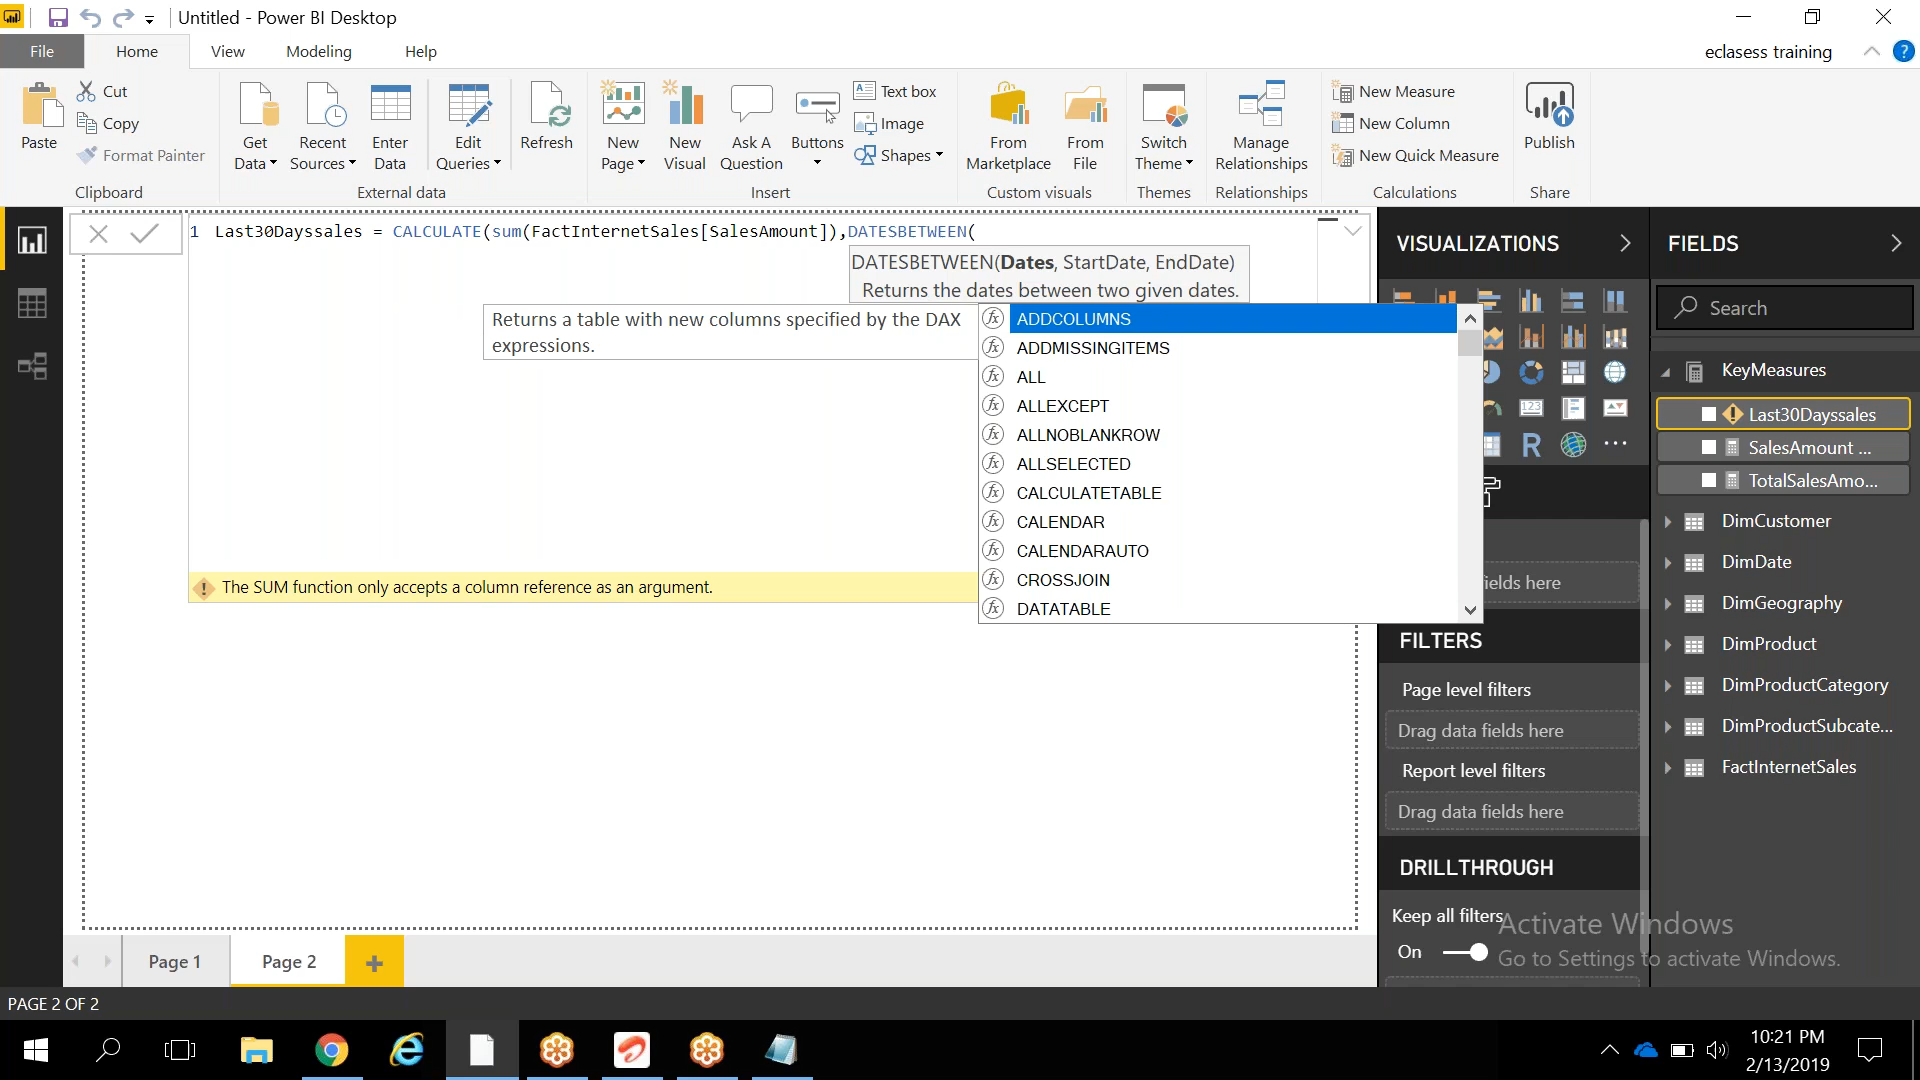 Untitled - Power BI Desktop
File
Home
View
Modeling
Help
eclasess training
?
Paste
Cut
Copy
Format Painter
Clipboard
Get
Data
Recent
Sources
Enter
Data
Edit
Queries
Refresh
External data
New
Page
New
Visual
Ask A
Question
Buttons
Text box
Image
Shapes
Insert
From
Marketplace
From
File
Custom visuals
Switch
Theme
Themes
Manage
Relationships
Relationships
New Measure
New Column
New Quick Measure
Calculations
Publish
Share
1 Last30Dayssales = CALCULATE(sum(FactInternetSales[SalesAmount]),DATESBETWEEN(
DATESBETWEEN(Dates, StartDate, EndDate)
Returns the dates between two given dates.
Returns a table with new columns specified by the DAX
expressions.
ADDCOLUMNS
ADDMISSINGITEMS
ALL
ALLEXCEPT
ALLNOBLANKROW
ALLSELECTED
CALCULATETABLE
CALENDAR
CALENDARAUTO
CROSSJOIN
DATATABLE
The SUM function only accepts a column reference as an argument.
VISUALIZATIONS
123
R
ields here
FILTERS
Page level filters
Drag data fields here
Report level filters
Drag data fields here
DRILLTHROUGH
Keep all filters
On
FIELDS
Search
KeyMeasures
Last30Dayssales
SalesAmount ...
TotalSalesAmo...
DimCustomer
DimDate
DimGeography
DimProduct
DimProductCategory
DimProductSubcate...
FactInternetSales
Activate Windows
Go to Settings to activate Windows.
Page 1
Page 2
PAGE 2 OF 2
10:21 PM
2/13/2019